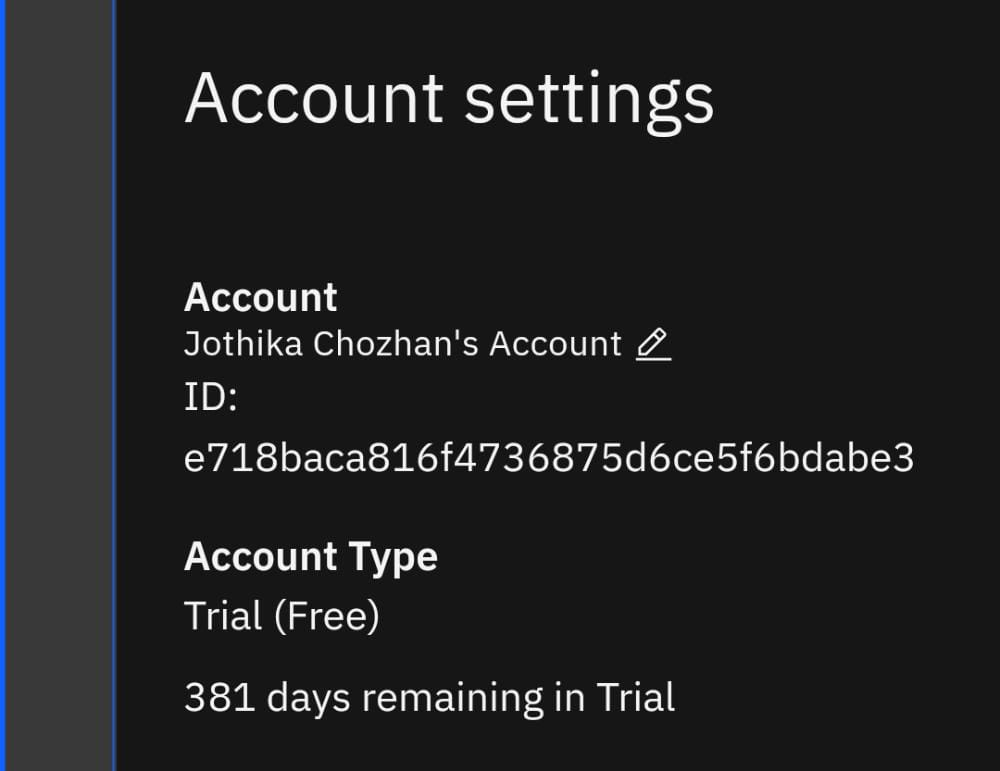 Account settings
Account
Jothika Chozhan's Account
ID:
e718baca816f4736875d6ce5f6bdabe3
Account Type
Trial (Free)
381 days remaining in Trial